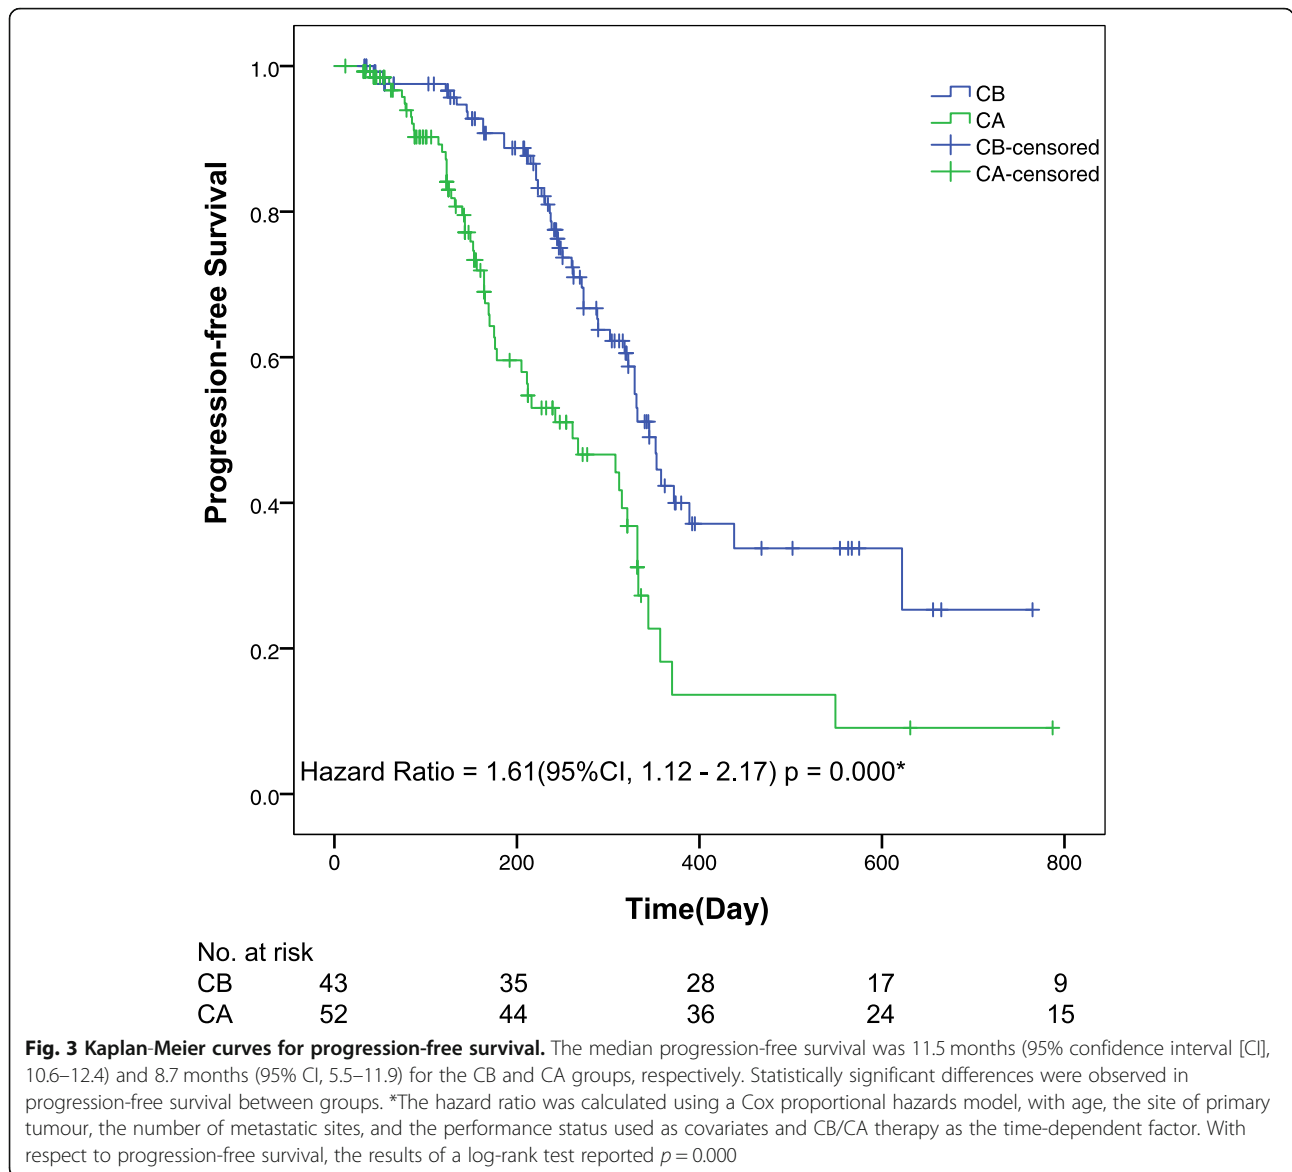 1.0
0.8
0.6
0.4
0.2
0.0
Progression-free Survival
CB
CA
CB-censored
CA-censored
Hazard Ratio = 1.61(95%CI, 1.12 - 2.17) p = 0.000*
0 200 400 600 800
Time(Day)
No. at risk
CB 43 35 28 17 9
CA 52 44 36 24 15
Fig. 3 Kaplan-Meier curves for progression-free survival. The median progression-free survival was 11.5 months (95% confidence interval [CI],
10.6–12.4) and 8.7 months (95% CI, 5.5–11.9) for the CB and CA groups, respectively. Statistically significant differences were observed in
progression-free survival between groups. *The hazard ratio was calculated using a Cox proportional hazards model, with age, the site of primary
tumour, the number of metastatic sites, and the performance status used as covariates and CB/CA therapy as the time-dependent factor. With
respect to progression-free survival, the results of a log-rank test reported p = 0.000